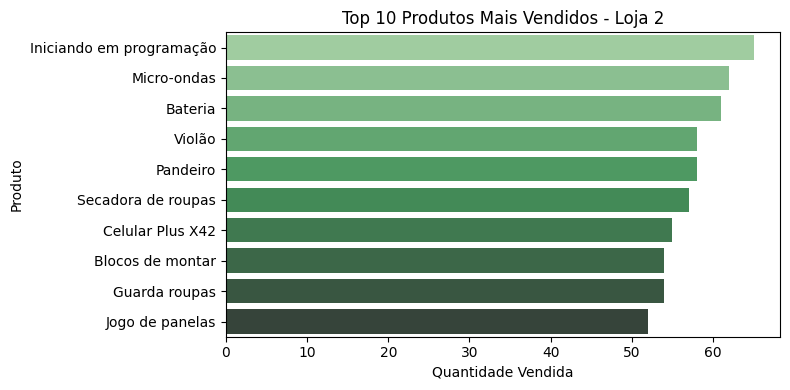 Top 10 Produtos Mais Vendidos - Loja 2
Produto
Iniciando em programação
Micro-ondas
Bateria
Violão
Pandeiro
Secadora de roupas
Celular Plus X42
Blocos de montar
Guarda roupas
Jogo de panelas
0 10 20 30 40 50 60
Quantidade Vendida